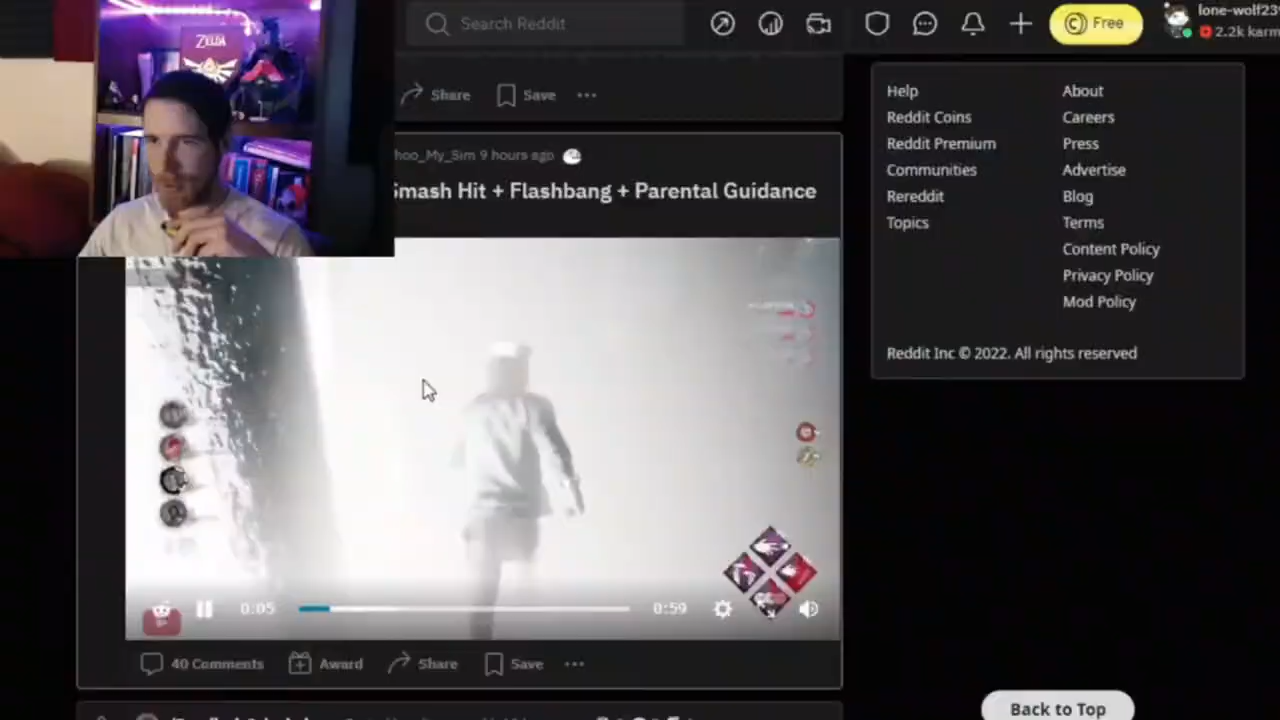 ZELDA
Search Reddit
Free
lone-wolf239
2.2k karm
Share
Save
hoo_My_Sim 9 hours ago
Smash Hit + Flashbang + Parental Guidance
0:05
0:59
40 Comments
Award
Share
Save
Help
About
Reddit Coins
Careers
Reddit Premium
Press
Communities
Advertise
Rereddit
Blog
Topics
Terms
Content Policy
Privacy Policy
Mod Policy
Reddit Inc © 2022. All rights reserved
Back to Top